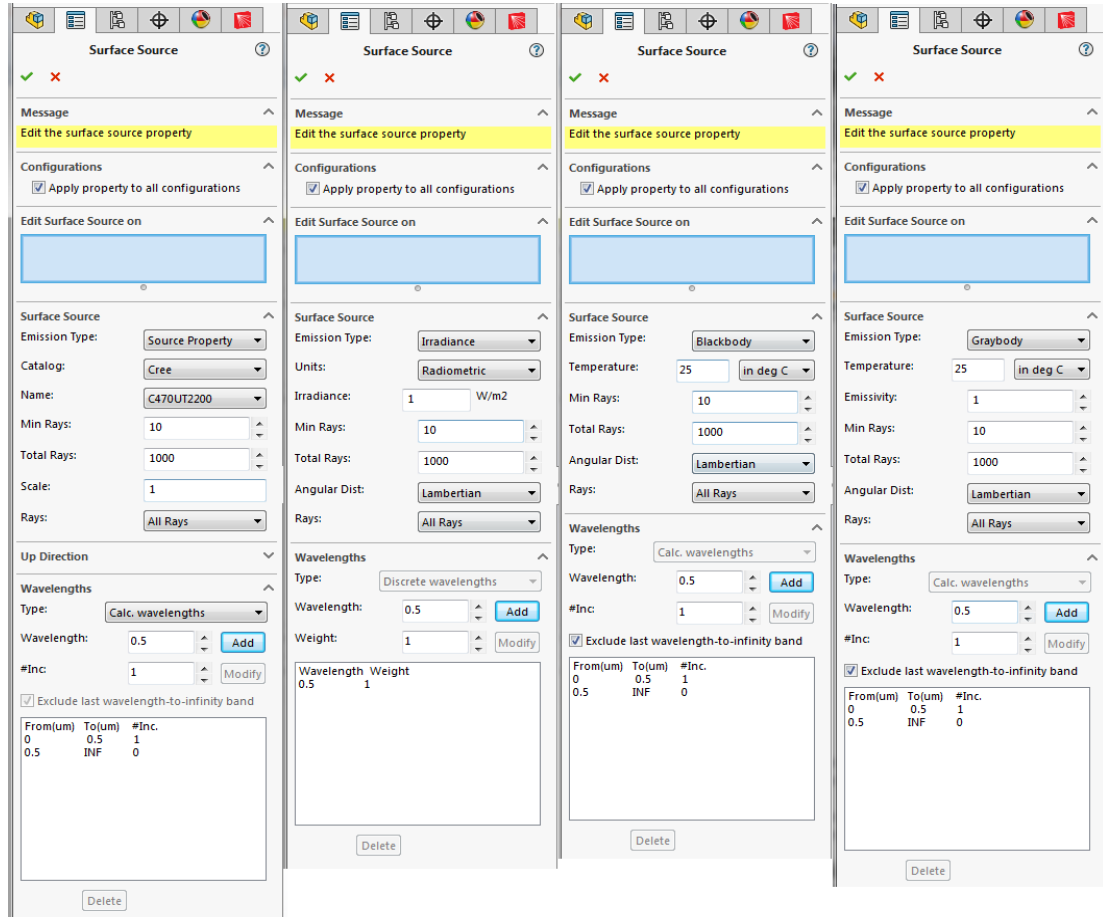 Surface Source
Message
Edit the surface source property
Configurations
Apply property to all configurations
Edit Surface Source on
Surface Source
Emission Type: Source Property
Catalog: Cree
Name: C470UT2200
Min Rays: 10
Total Rays: 1000
Scale: 1
Rays: All Rays
Up Direction
Wavelengths
Type: Calc. wavelengths
Wavelength: 0.5 Add
#Inc: 1 Modify
Exclude last wavelength-to-infinity band
From(um) To(um) #Inc.
0 0.5 1
0.5 INF 0
Delete
Surface Source
Message
Edit the surface source property
Configurations
Apply property to all configurations
Edit Surface Source on
Surface Source
Emission Type: Irradiance
Units: Radiometric
Irradiance: 1 W/m2
Min Rays: 10
Total Rays: 1000
Angular Dist: Lambertian
Rays: All Rays
Wavelengths
Type: Discrete wavelengths
Wavelength: 0.5 Add
Weight: 1 Modify
Wavelength Weight
0.5 1
Delete
Surface Source
Message
Edit the surface source property
Configurations
Apply property to all configurations
Edit Surface Source on
Surface Source
Emission Type: Blackbody
Temperature: 25 in deg C
Min Rays: 10
Total Rays: 1000
Angular Dist: Lambertian
Rays: All Rays
Wavelengths
Type: Calc. wavelengths
Wavelength: 0.5 Add
#Inc: 1 Modify
Exclude last wavelength-to-infinity band
From(um) To(um) #Inc.
0 0.5 1
0.5 INF 0
Delete
Surface Source
Message
Edit the surface source property
Configurations
Apply property to all configurations
Edit Surface Source on
Surface Source
Emission Type: Graybody
Temperature: 25 in deg C
Emissivity: 1
Min Rays: 10
Total Rays: 1000
Angular Dist: Lambertian
Rays: All Rays
Wavelengths
Type: Calc. wavelengths
Wavelength: 0.5 Add
#Inc: 1 Modify
Exclude last wavelength-to-infinity band
From(um) To(um) #Inc.
0 0.5 1
0.5 INF 0
Delete